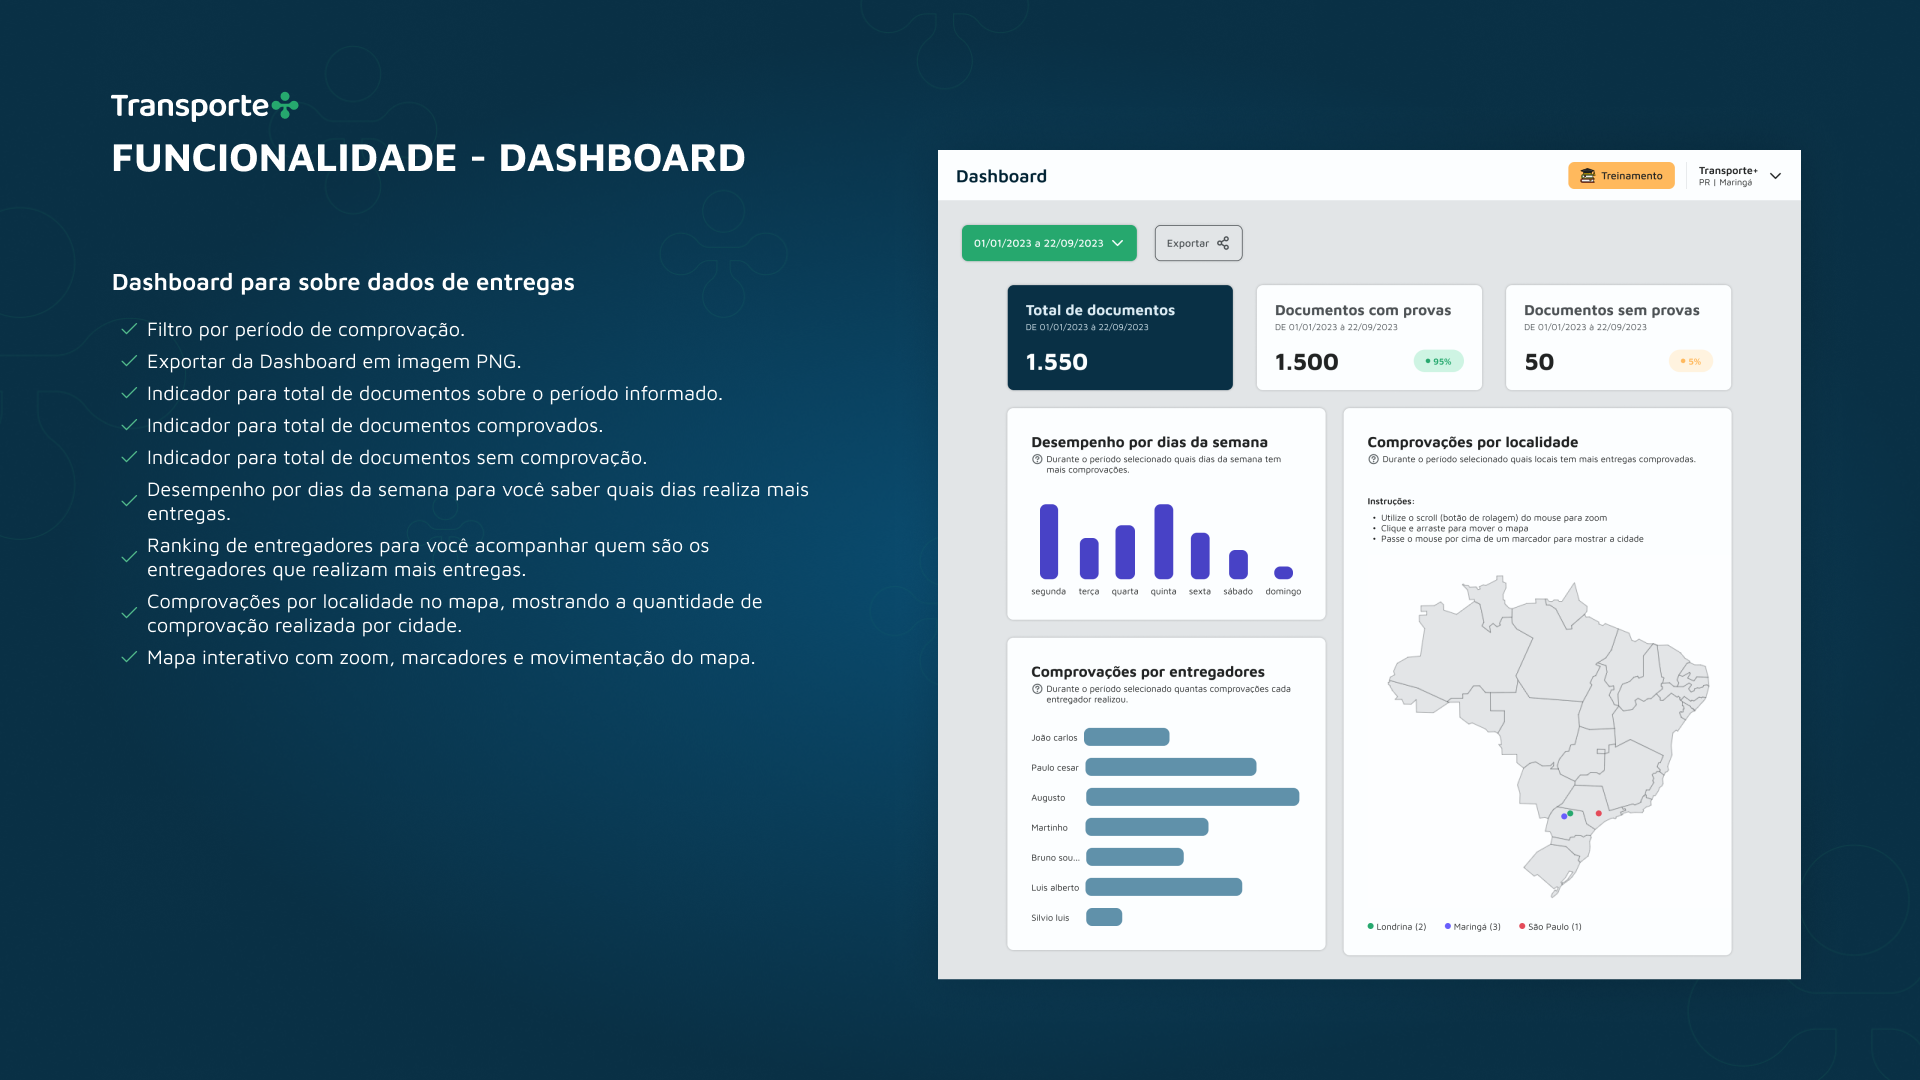 Transporte
FUNCIONALIDADE - DASHBOARD
Dashboard para sobre dados de entregas
Filtro por período de comprovação.
Exportar da Dashboard em imagem PNG.
Indicador para total de documentos sobre o período informado.
Indicador para total de documentos comprovados.
Indicador para total de documentos sem comprovação.
Desempenho por dias da semana para você saber quais dias realiza mais
entregas.
Ranking de entregadores para você acompanhar quem são os
entregadores que realizam mais entregas.
Comprovações por localidade no mapa, mostrando a quantidade de
comprovação realizada por cidade.
Mapa interativo com zoom, marcadores e movimentação do mapa.
Dashboard
Treinamento
Transporte+
PR | Maringá
01/01/2023 a 22/09/2023
Exportar
Total de documentos
DE 01/01/2023 à 22/09/2023
1.550
Documentos com provas
DE 01/01/2023 à 22/09/2023
1.500
95%
Documentos sem provas
DE 01/01/2023 à 22/09/2023
50
5%
Desempenho por dias da semana
Durante o período selecionado quais dias da semana tem
mais comprovações.
segunda terça quarta quinta sexta sábado domingo
Comprovações por entregadores
Durante o período selecionado quantas comprovações cada
entregador realizou.
João carlos
Paulo cesar
Augusto
Martinho
Bruno sou...
Luis alberto
Silvio luis
Comprovações por localidade
Durante o período selecionado quais locais tem mais entregas comprovadas.
Instruções:
• Utilize o scroll (botão de rolagem) do mouse para zoom
• Clique e arraste para mover o mapa
• Passe o mouse por cima de um marcador para mostrar a cidade
Londrina (2) Maringá (3) São Paulo (1)